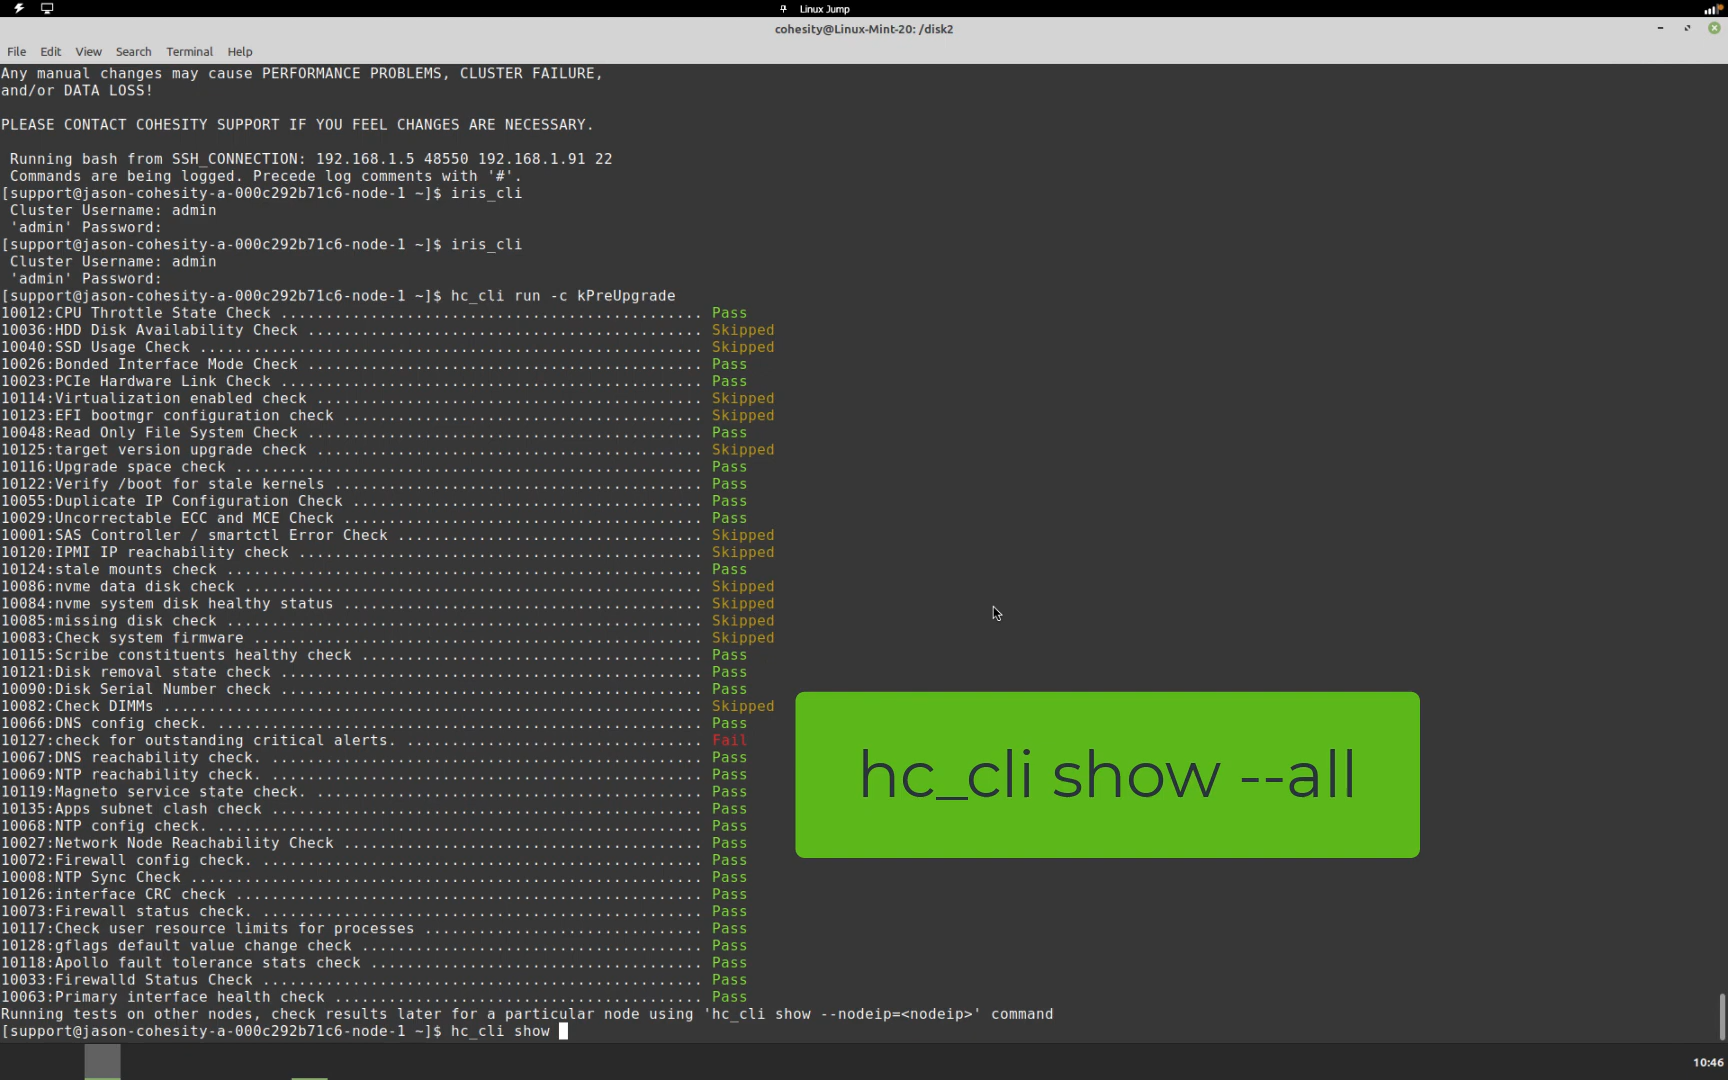 Linux Jump
cohesity@Linux-Mint-20: /disk2
File Edit View Search Terminal Help
Any manual changes may cause PERFORMANCE PROBLEMS, CLUSTER FAILURE,
and/or DATA LOSS!
PLEASE CONTACT COHESITY SUPPORT IF YOU FEEL CHANGES ARE NECESSARY.
Running bash from SSH_CONNECTION: 192.168.1.5 48550 192.168.1.91 22
Commands are being logged. Precede log comments with '#'.
[support@jason-cohesity-a-000c292b71c6-node-1 ~]$ iris_cli
Cluster Username: admin
'admin' Password:
[support@jason-cohesity-a-000c292b71c6-node-1 ~]$ iris_cli
Cluster Username: admin
'admin' Password:
[support@jason-cohesity-a-000c292b71c6-node-1 ~]$ hc_cli run -c kPreUpgrade
10012:CPU Throttle State Check ............................................... Pass
10036:HDD Disk Availability Check ............................................ Skipped
10040:SSD Usage Check ........................................................ Skipped
10026:Bonded Interface Mode Check ............................................ Pass
10023:PCIe Hardware Link Check ............................................... Pass
10114:Virtualization enabled check ........................................... Skipped
10123:EFI bootmgr configuration check ........................................ Skipped
10048:Read Only File System Check ............................................ Pass
10125:target version upgrade check ........................................... Skipped
10116:Upgrade space check .................................................... Pass
10122:Verify /boot for stale kernels ......................................... Pass
10055:Duplicate IP Configuration Check ....................................... Pass
10029:Uncorrectable ECC and MCE Check ........................................ Pass
10001:SAS Controller / smartctl Error Check .................................. Skipped
10120:IPMI IP reachability check ............................................. Skipped
10124:stale mounts check ..................................................... Pass
10086:nvme data disk check ................................................... Skipped
10084:nvme system disk healthy status ........................................ Skipped
10085:missing disk check ..................................................... Skipped
10083:Check system firmware .................................................. Skipped
10115:Scribe constituents healthy check ...................................... Pass
10121:Disk removal state check ............................................... Pass
10090:Disk Serial Number check ............................................... Pass
10082:Check DIMMs ............................................................ Skipped
10066:DNS config check. ...................................................... Pass
10127:check for outstanding critical alerts. ................................. Fail
10067:DNS reachability check. ................................................ Pass
10069:NTP reachability check. ................................................ Pass
10119:Magneto service state check. ........................................... Pass
10135:Apps subnet clash check ................................................ Pass
10068:NTP config check. ...................................................... Pass
10027:Network Node Reachability Check ........................................ Pass
10072:Firewall config check. ................................................. Pass
10008:NTP Sync Check ......................................................... Pass
10126:interface CRC check .................................................... Pass
10073:Firewall status check. ................................................. Pass
10117:Check user resource limits for processes ............................... Pass
10128:gflags default value change check ...................................... Pass
10118:Apollo fault tolerance stats check ..................................... Pass
10033:Firewalld Status Check ................................................. Pass
10063:Primary interface health check ......................................... Pass
Running tests on other nodes, check results later for a particular node using 'hc_cli show --nodeip=<nodeip>' command
[support@jason-cohesity-a-000c292b71c6-node-1 ~]$ hc_cli show
hc_cli show --all
10:46